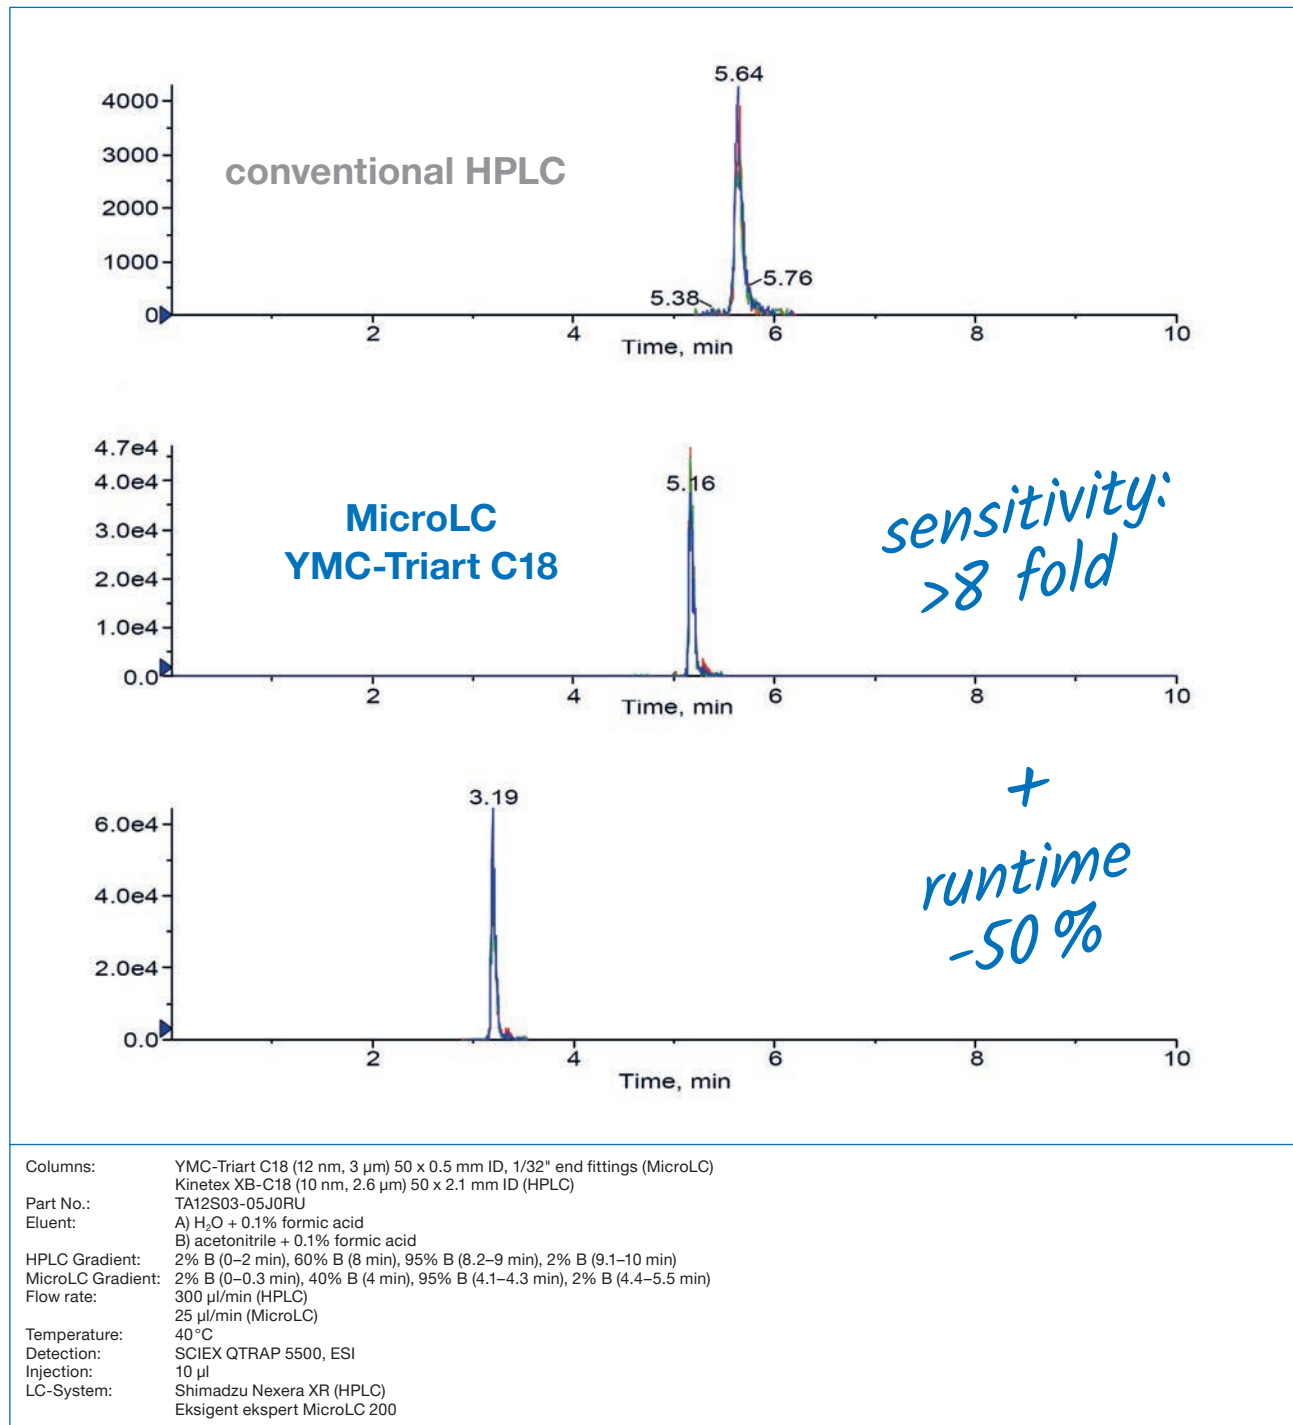 5.64
4000
3000
conventional HPLC
2000
1000
5.76
5.38
0
2 4 6 8 10
Time, min
4.7e4
4.0e4
5.16
sensitivity:
>8 fold
MicroLC
YMC-Triart C18
3.0e4
2.0e4
1.0e4
0.0
2 4 6 8 10
Time, min
+
runtime
-50 %
3.19
6.0e4
4.0e4
2.0e4
0.0
2 4 6 8 10
Time, min
Columns: YMC-Triart C18 (12 nm, 3 µm) 50 x 0.5 mm ID, 1/32" end fittings (MicroLC)
Kinetex XB-C18 (10 nm, 2.6 µm) 50 x 2.1 mm ID (HPLC)
Part No.: TA12S03-05J0RU
Eluent: A) H₂O + 0.1% formic acid
B) acetonitrile + 0.1% formic acid
HPLC Gradient: 2% B (0–2 min), 60% B (8 min), 95% B (8.2–9 min), 2% B (9.1–10 min)
MicroLC Gradient: 2% B (0–0.3 min), 40% B (4 min), 95% B (4.1–4.3 min), 2% B (4.4–5.5 min)
Flow rate: 300 µl/min (HPLC)
25 µl/min (MicroLC)
Temperature: 40 °C
Detection: SCIEX QTRAP 5500, ESI
Injection: 10 µl
LC-System: Shimadzu Nexera XR (HPLC)
Eksigent ekspert MicroLC 200